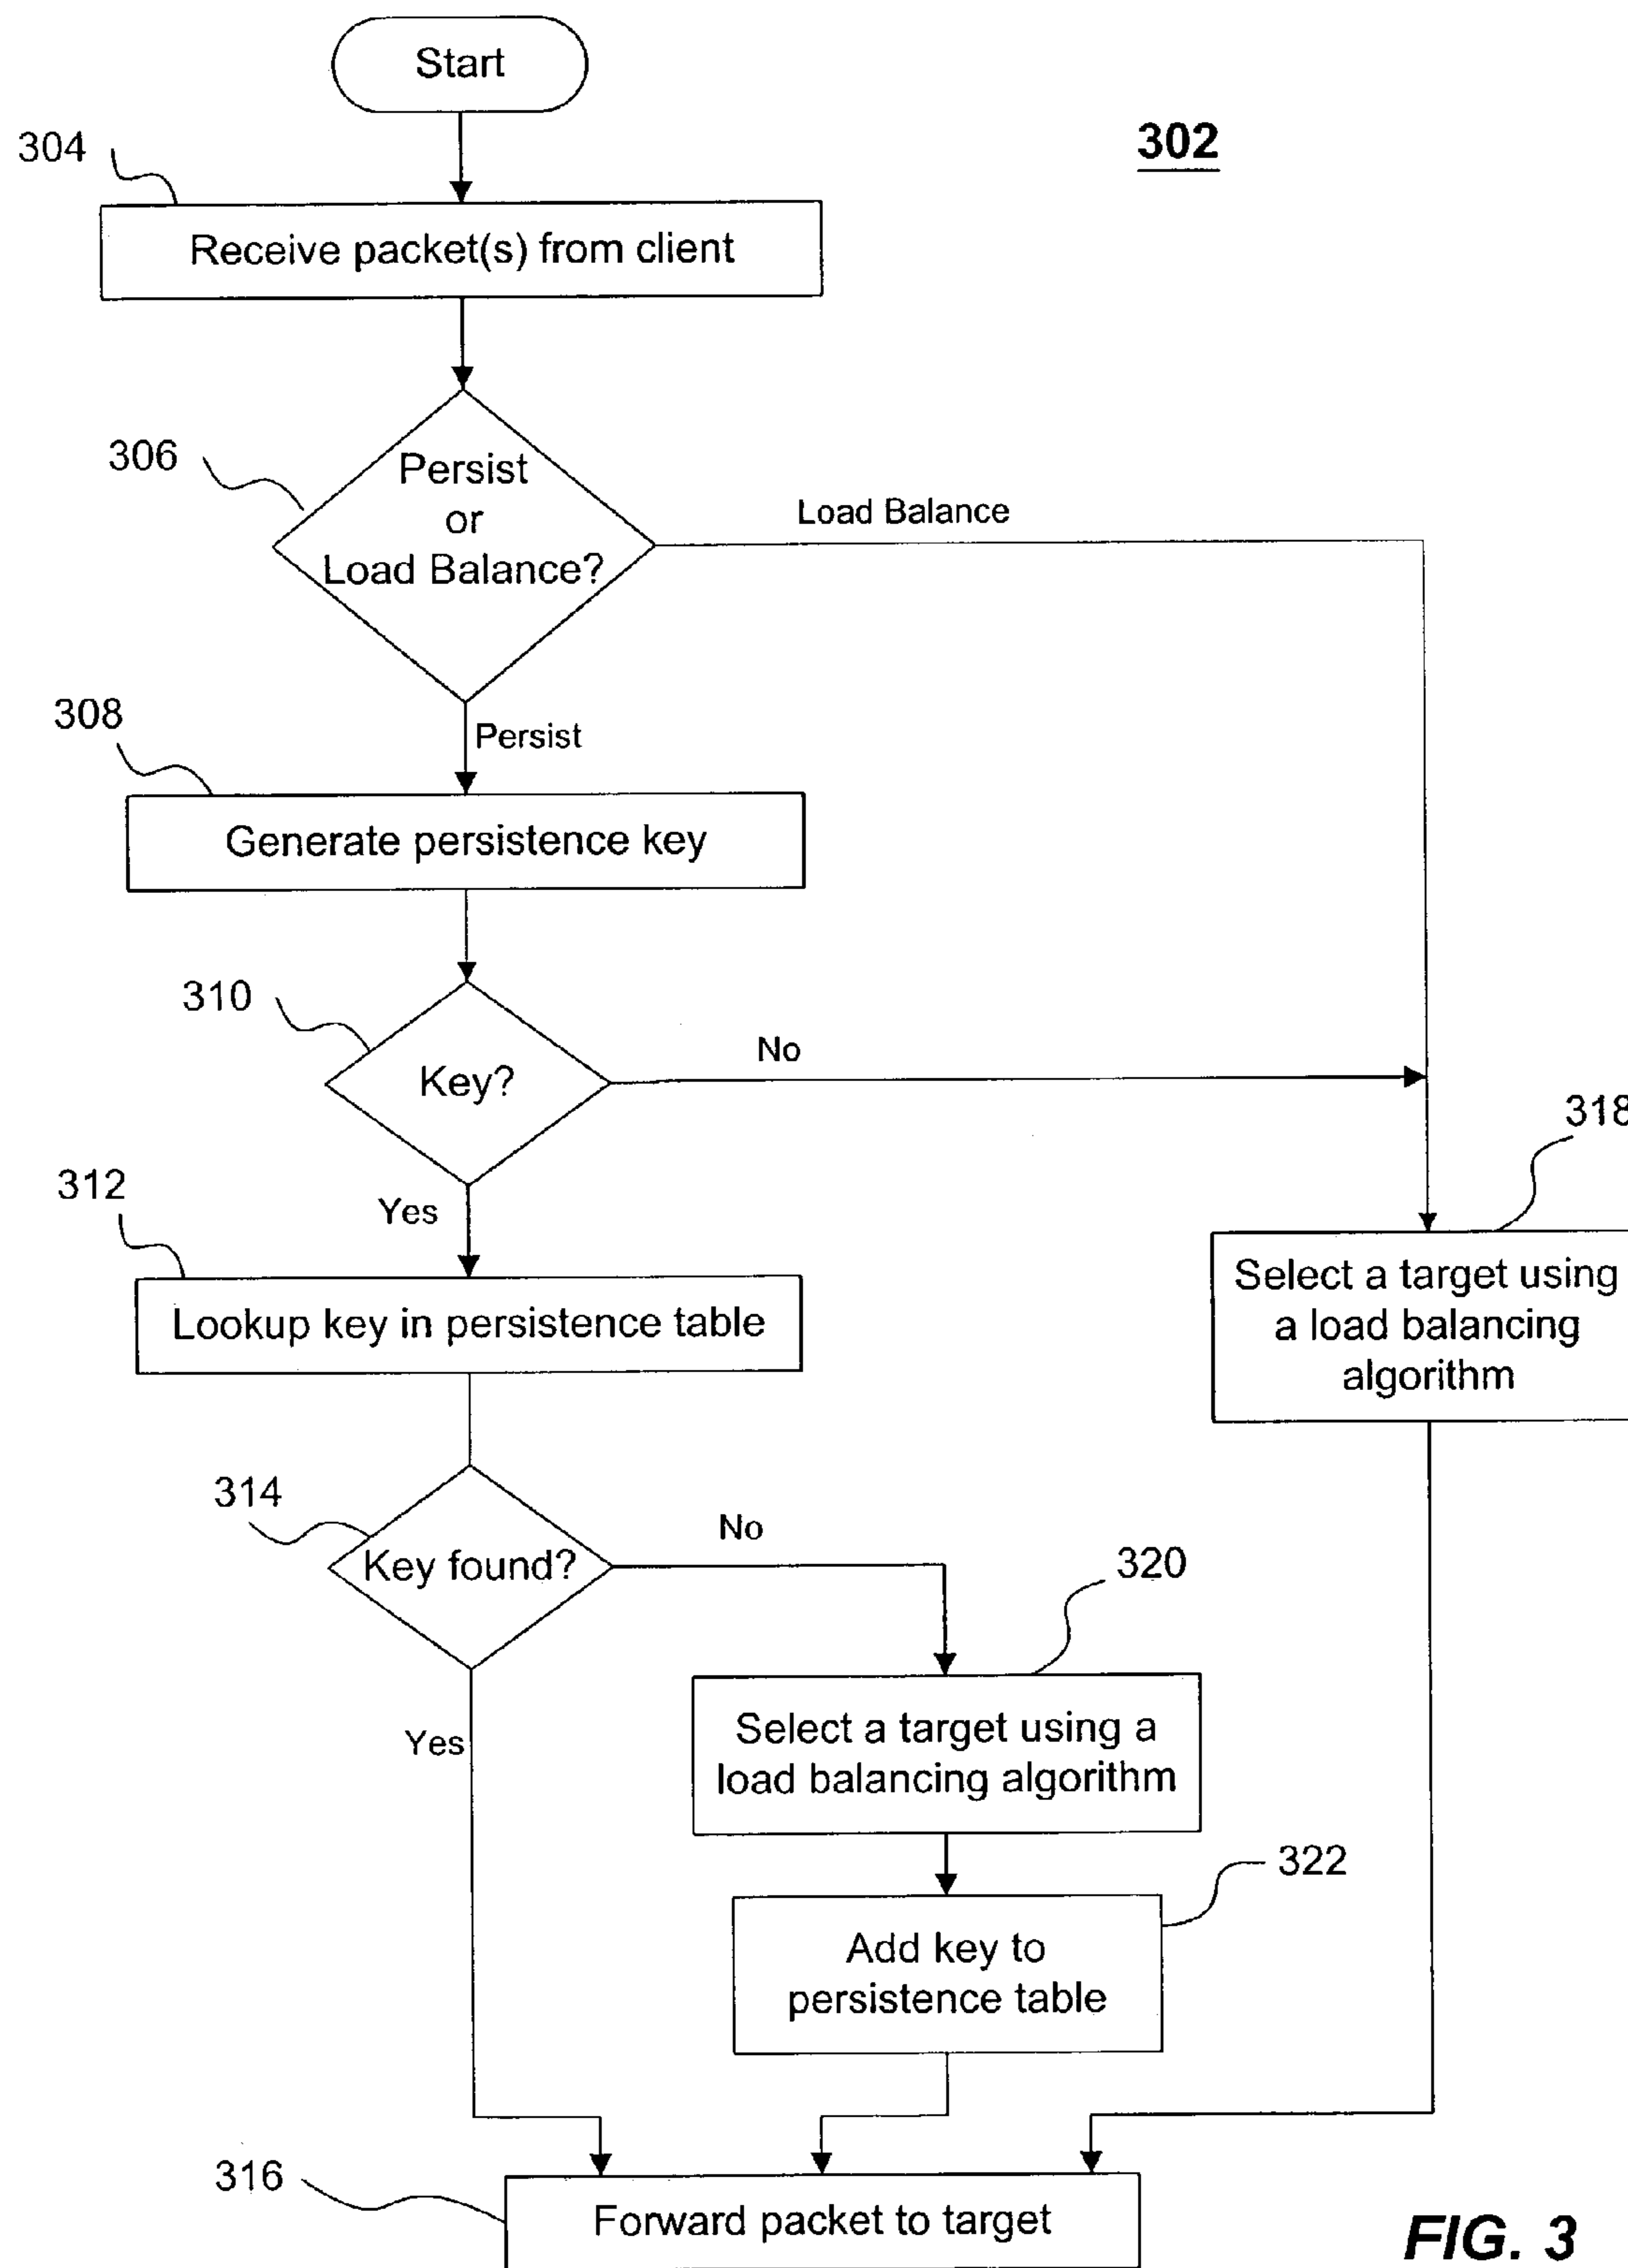 Start
302
304
Receive packet(s) from client
306
Persist
or
Load Balance?
Load Balance
308
Persist
Generate persistence key
310
Key?
No
318
312
Yes
Lookup key in persistence table
Select a target using
a load balancing
algorithm
314
Key found?
No
320
Yes
Select a target using a
load balancing algorithm
322
Add key to
persistence table
316
Forward packet to target
FIG. 3